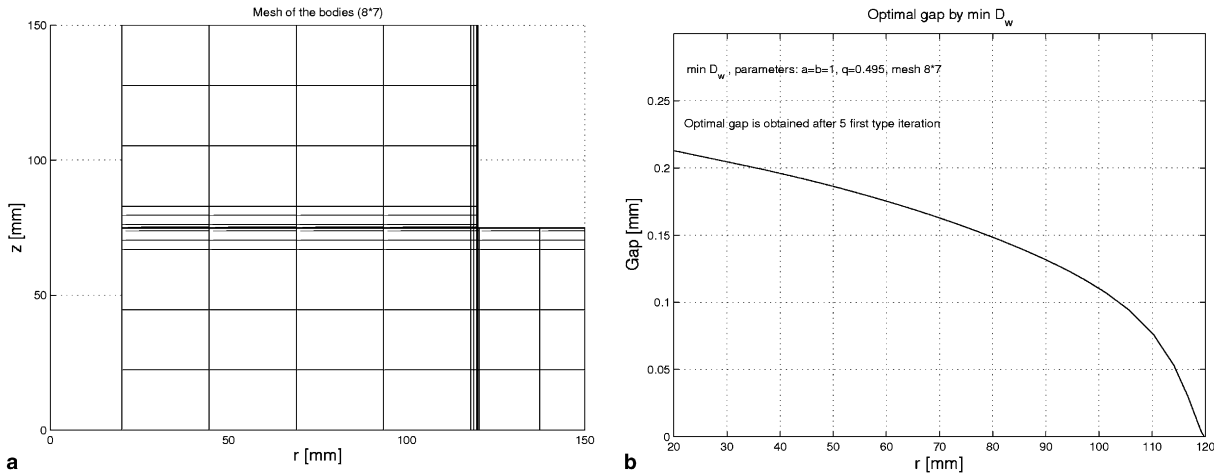 Mesh of the bodies (8*7)
150
100
50
0
z [mm]
0
50
100
150
r [mm]
a
Optimal gap by min D_w
min D_w , parameters: a=b=1, q=0.495, mesh 8*7
Optimal gap is obtained after 5 first type iteration
0.25
0.2
0.15
0.1
0.05
0
Gap [mm]
20
30
40
50
60
70
80
90
100
110
120
r [mm]
b